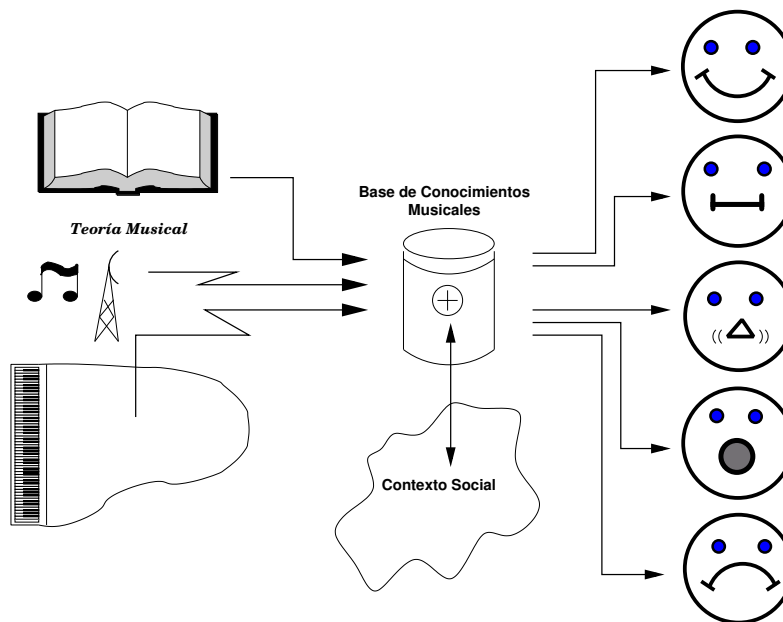 Base de Conocimientos
Musicales
Teoría Musical
Contexto Social